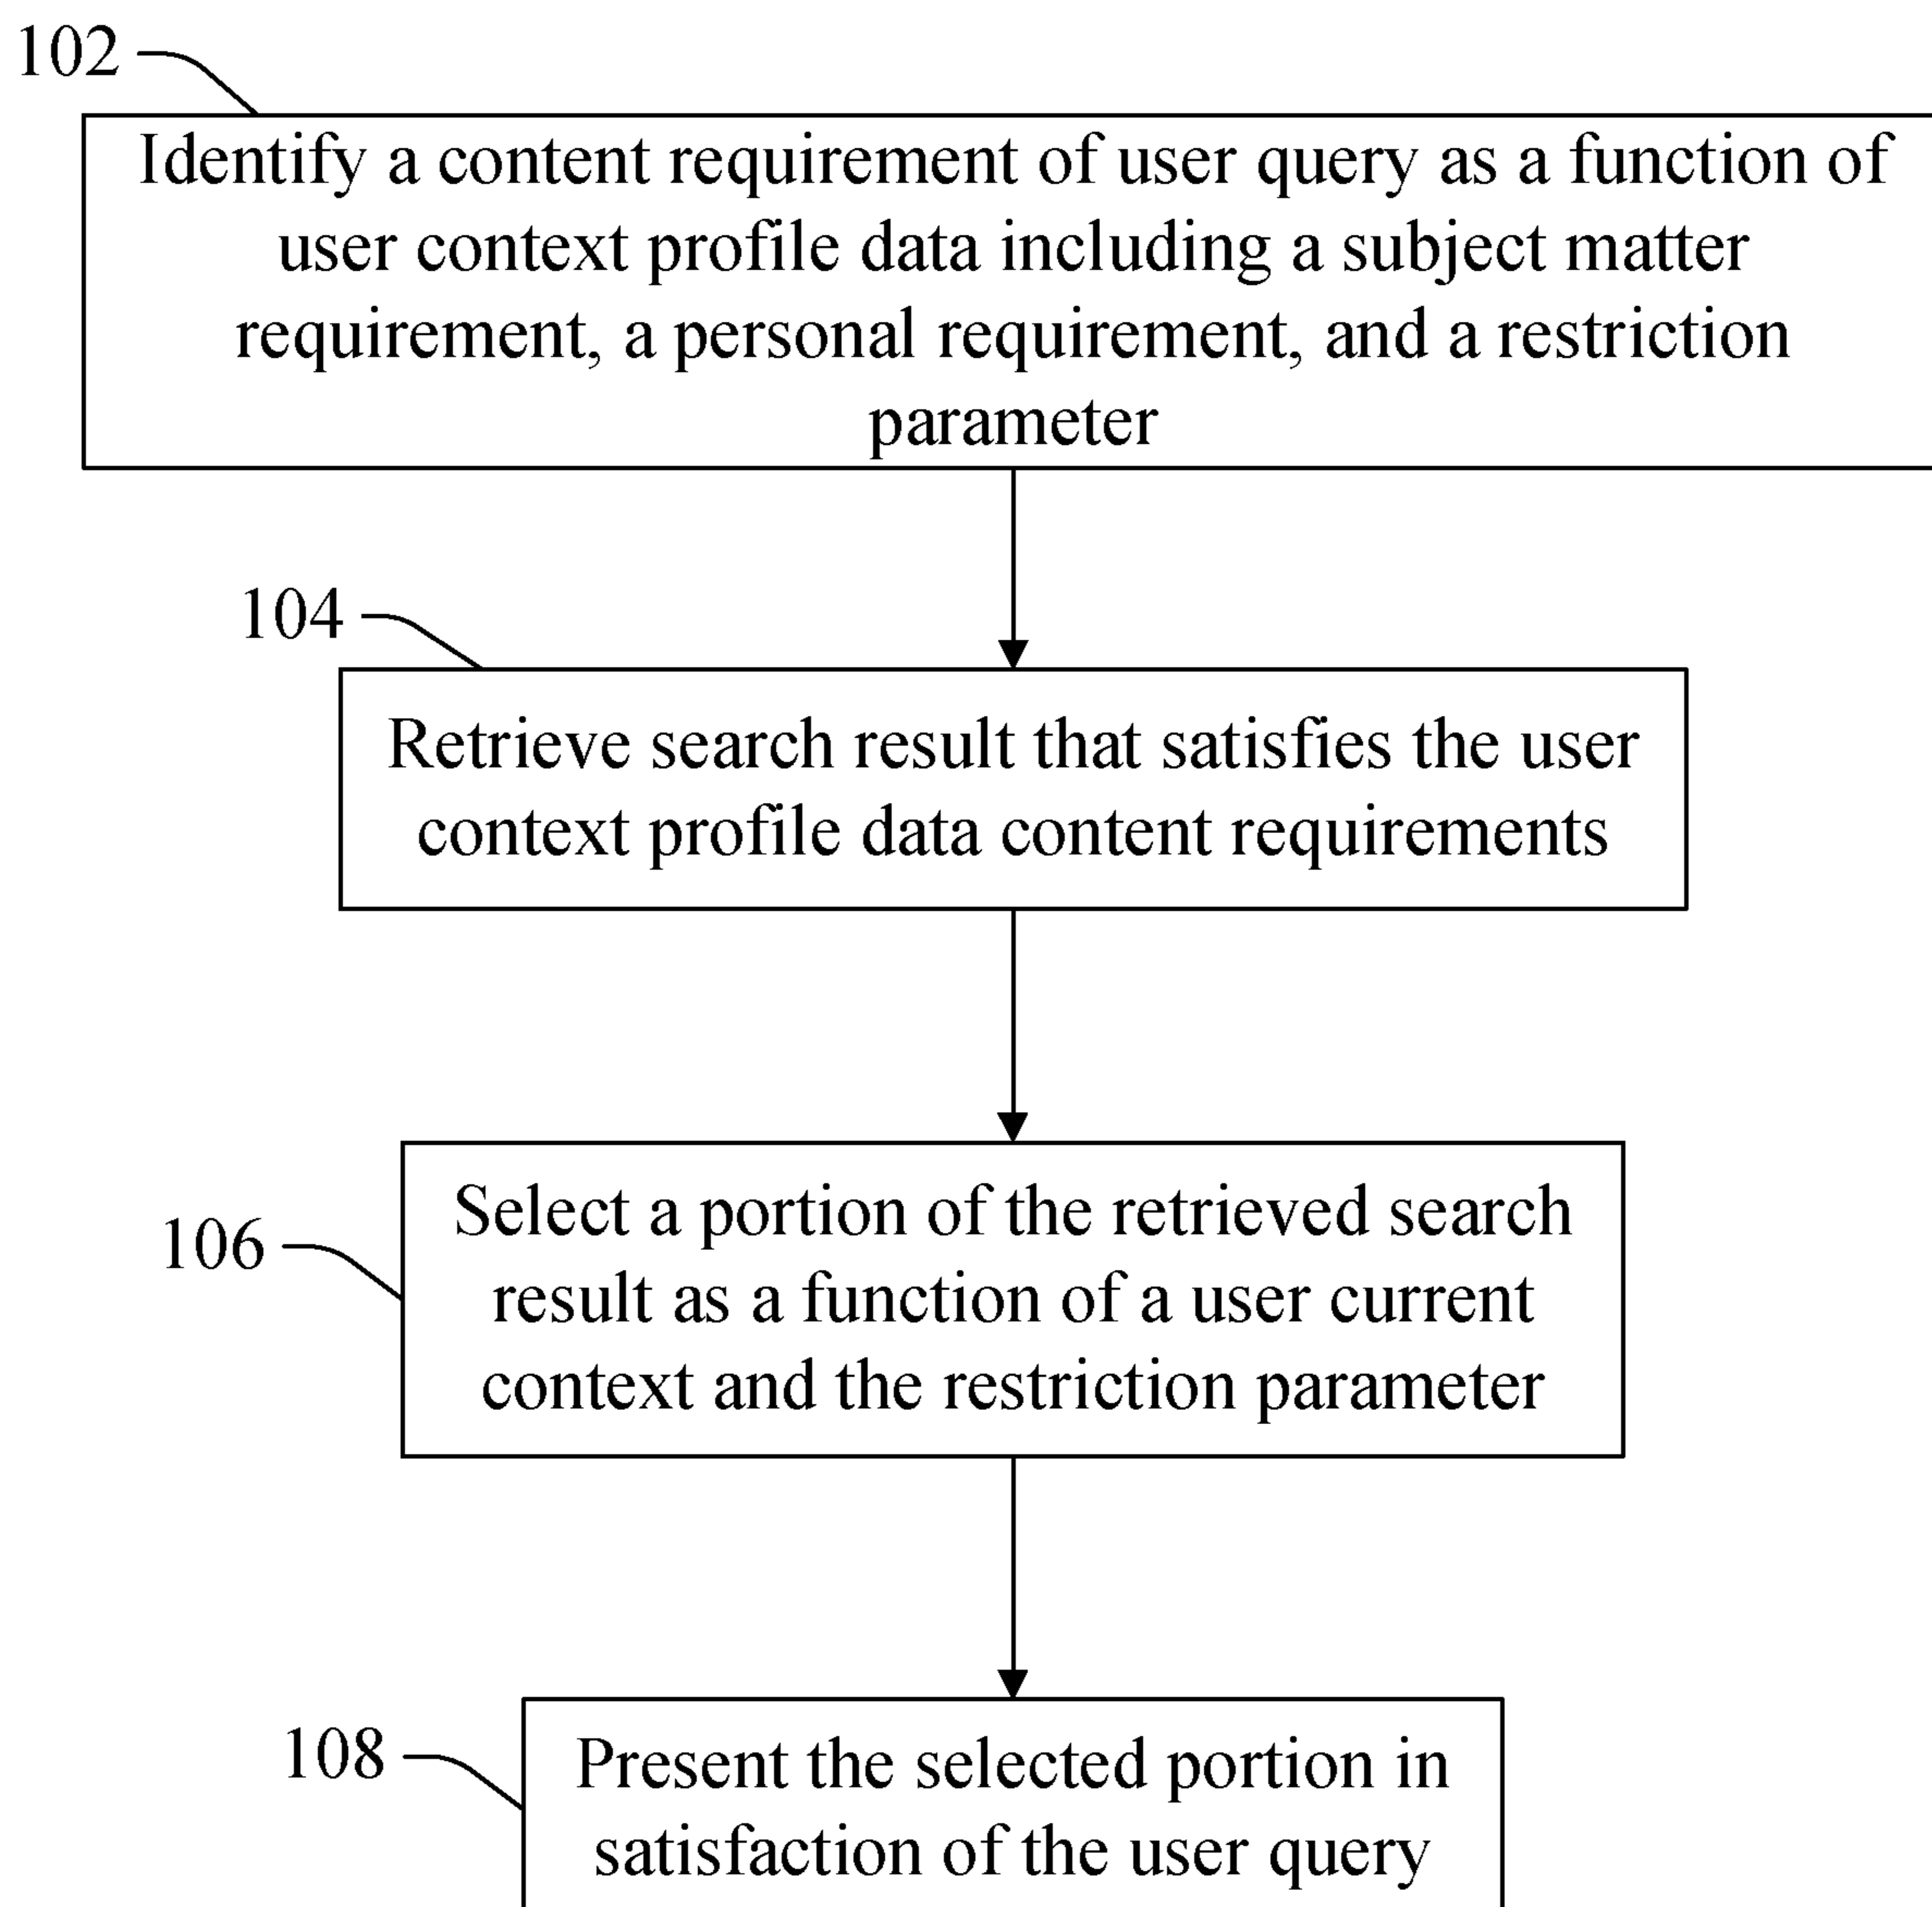 102
Identify a content requirement of user query as a function of
user context profile data including a subject matter
requirement, a personal requirement, and a restriction
parameter
104
Retrieve search result that satisfies the user
context profile data content requirements
106
Select a portion of the retrieved search
result as a function of a user current
context and the restriction parameter
108
Present the selected portion in
satisfaction of the user query